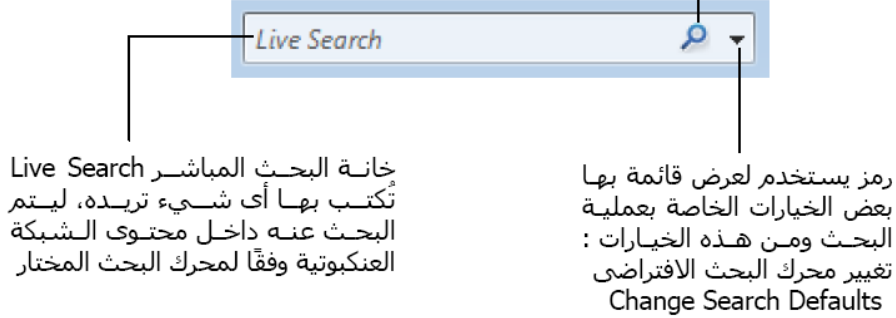 Live Search
رمز يستخدم لعرض قائمة بها
بعض الخيارات الخاصة بعملية
البحث ومن هذه الخيارات :
تغيير محرك البحث الافتراضى
Change Search Defaults
خانة البحث المباشر Live Search
تُكتب بها أى شيء تريده، ليتم
البحث عنه داخل محتوى الشبكة
العنكبوتية وفقًا لمحرك البحث المختار